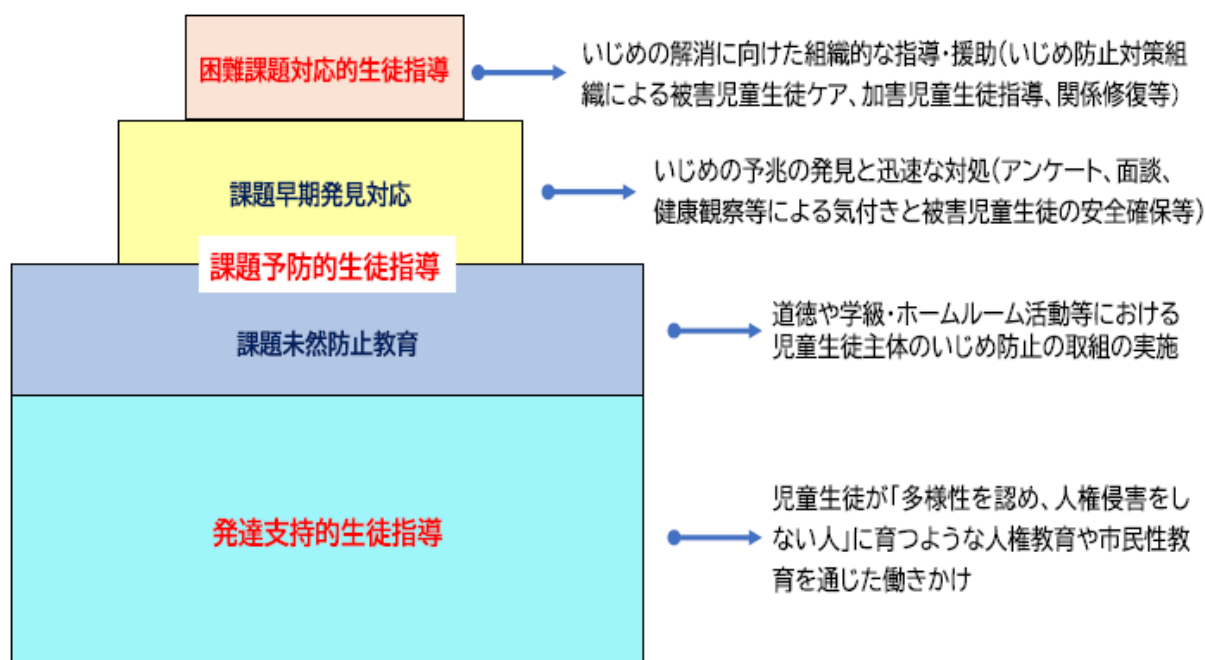 困難課題対応的生徒指導
いじめの解消に向けた組織的な指導・援助(いじめ防止対策組
織による被害児童生徒ケア、加害児童生徒指導、関係修復等)
課題早期発見対応
いじめの予兆の発見と迅速な対処(アンケート、面談、
健康観察等による気付きと被害児童生徒の安全確保等)
課題予防的生徒指導
課題未然防止教育
道徳や学級・ホームルーム活動等における
児童生徒主体のいじめ防止の取組の実施
発達支持的生徒指導
児童生徒が「多様性を認め、人権侵害をし
ない人」に育つような人権教育や市民性教
育を通じた働きかけ